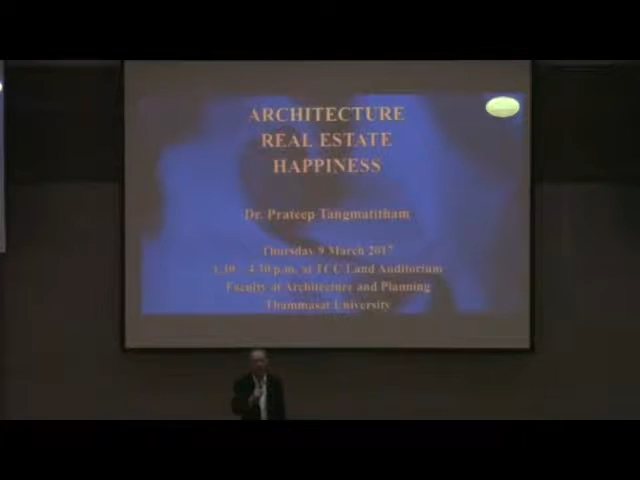 ARCHITECTURE
REAL ESTATE
HAPPINESS
Dr. Prateep Tangmatitham
Thursday 9 March 2017
1.30 - 4.30 p.m. at TCC Land Auditorium
Faculty of Architecture and Planning
Thammasat University